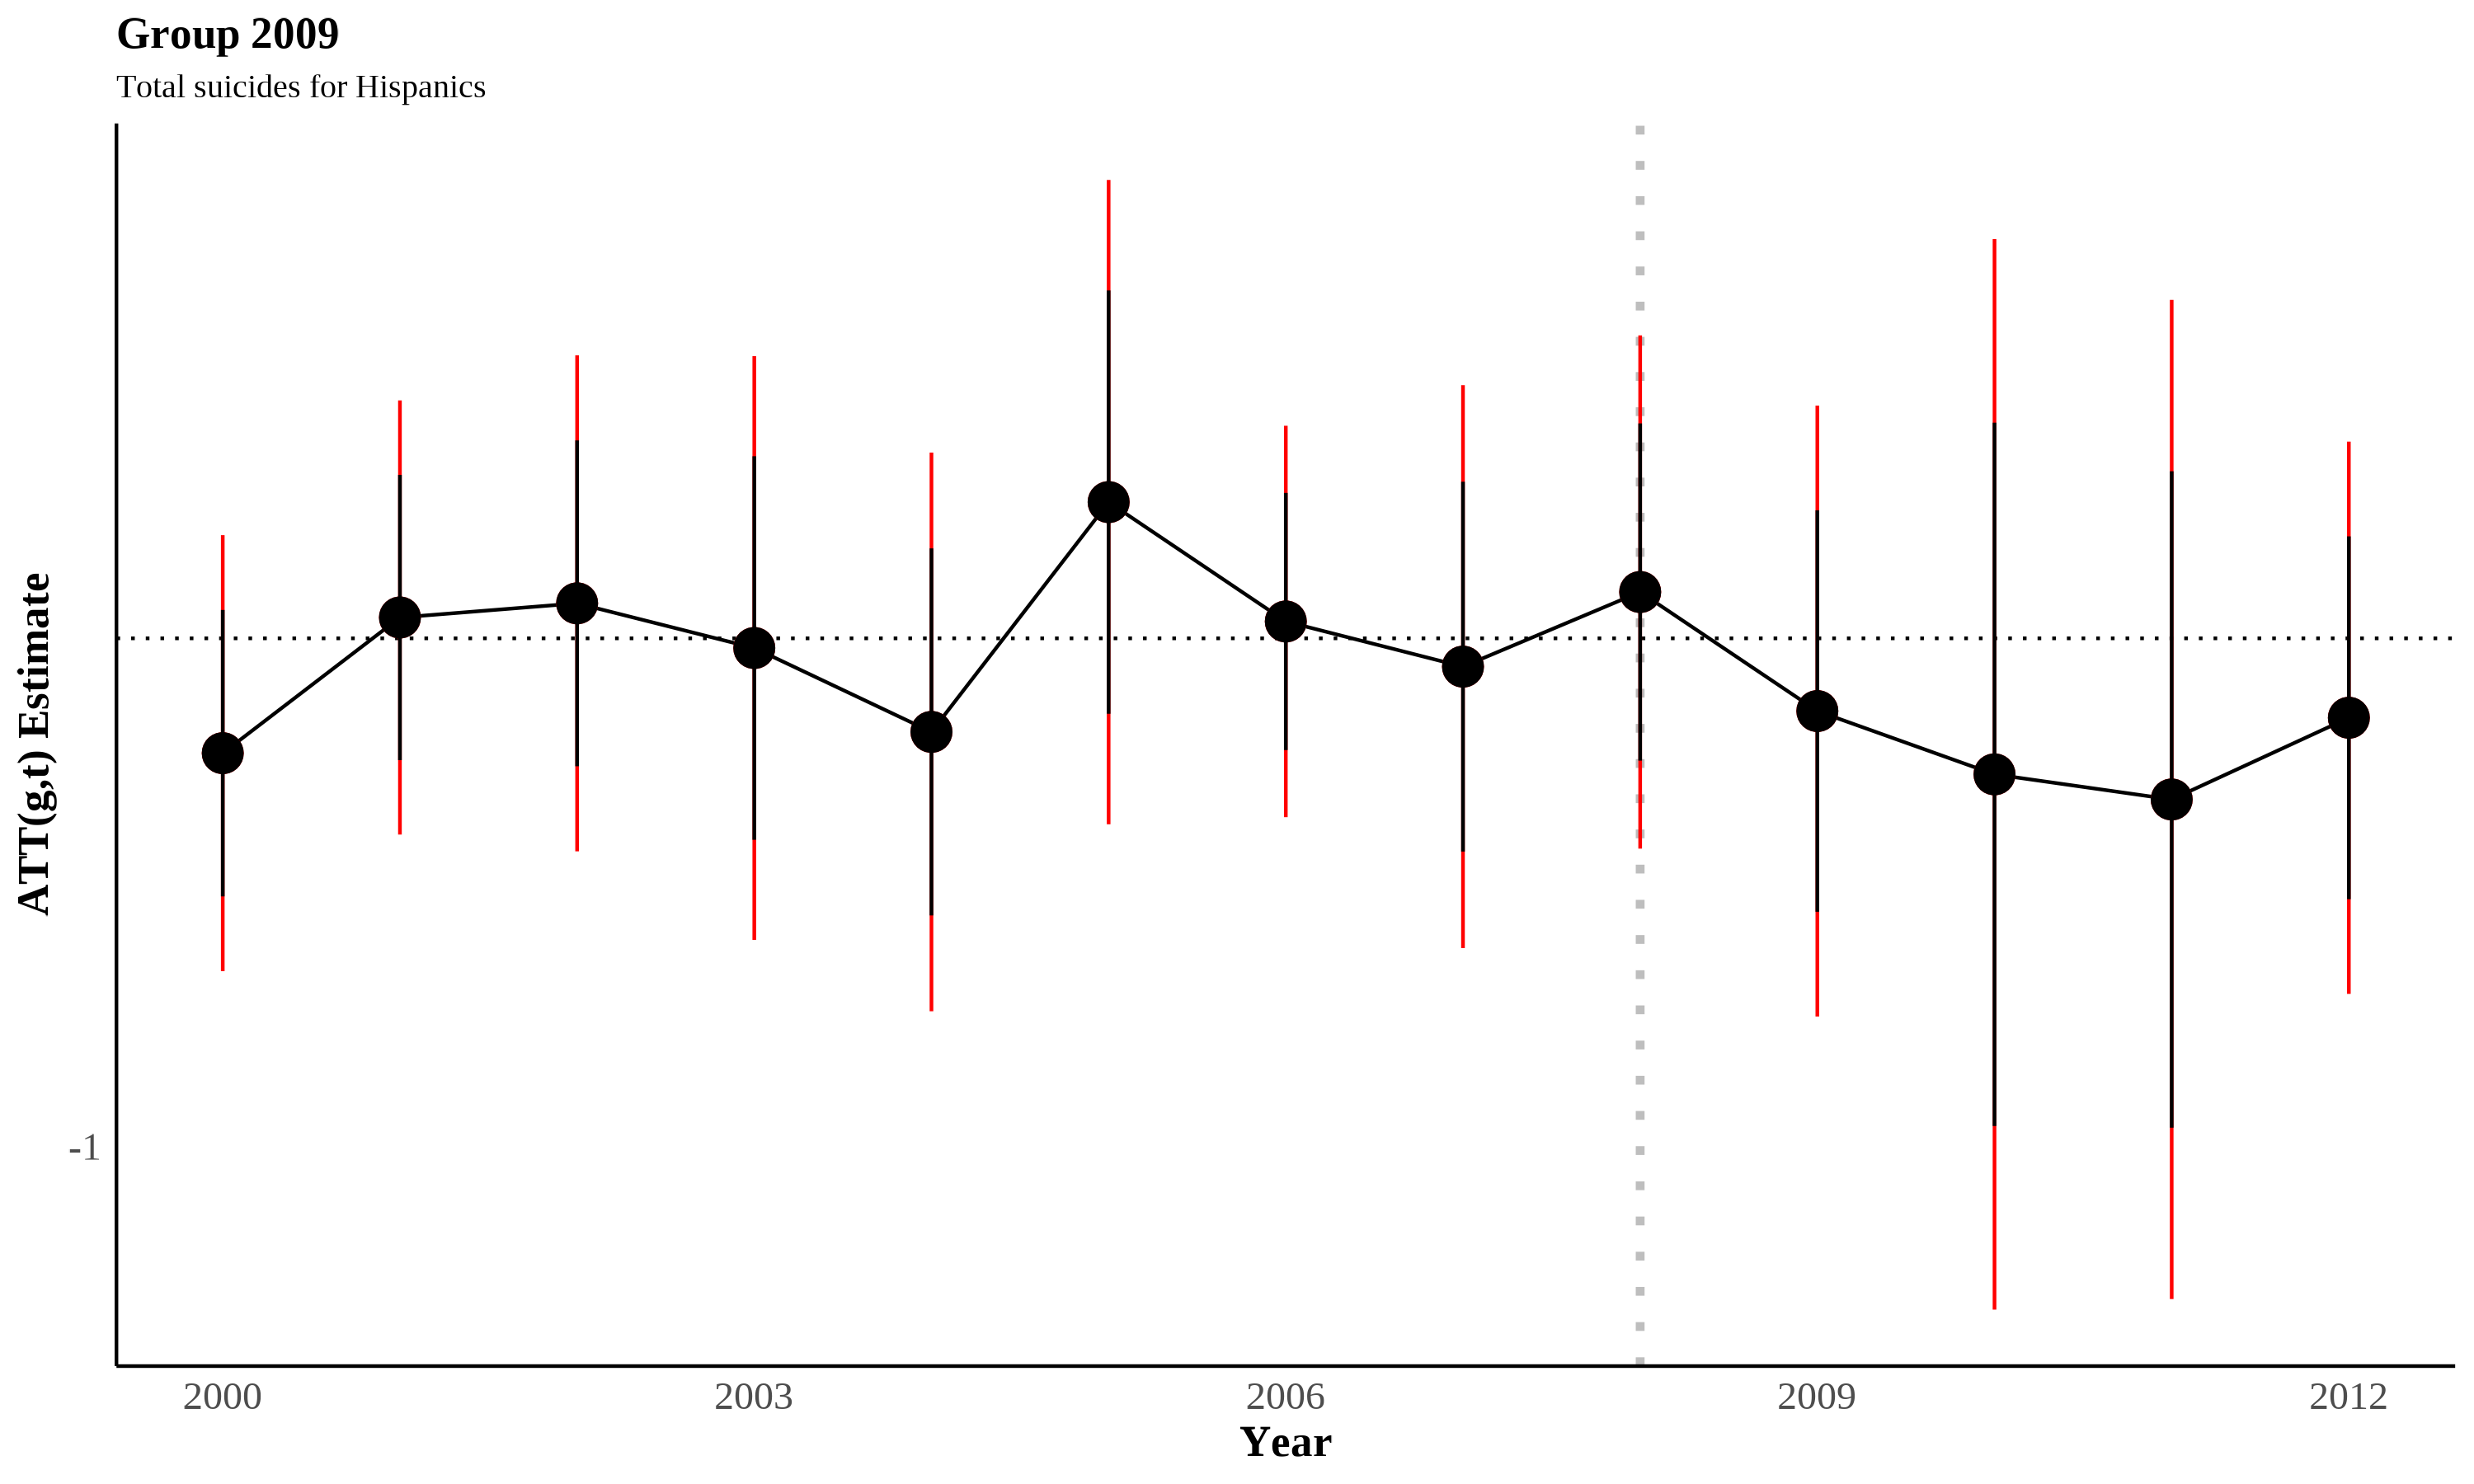 Group 2009
Total suicides for Hispanics
ATT(g,t) Estimate
-1
2000 2003 2006 2009 2012
Year